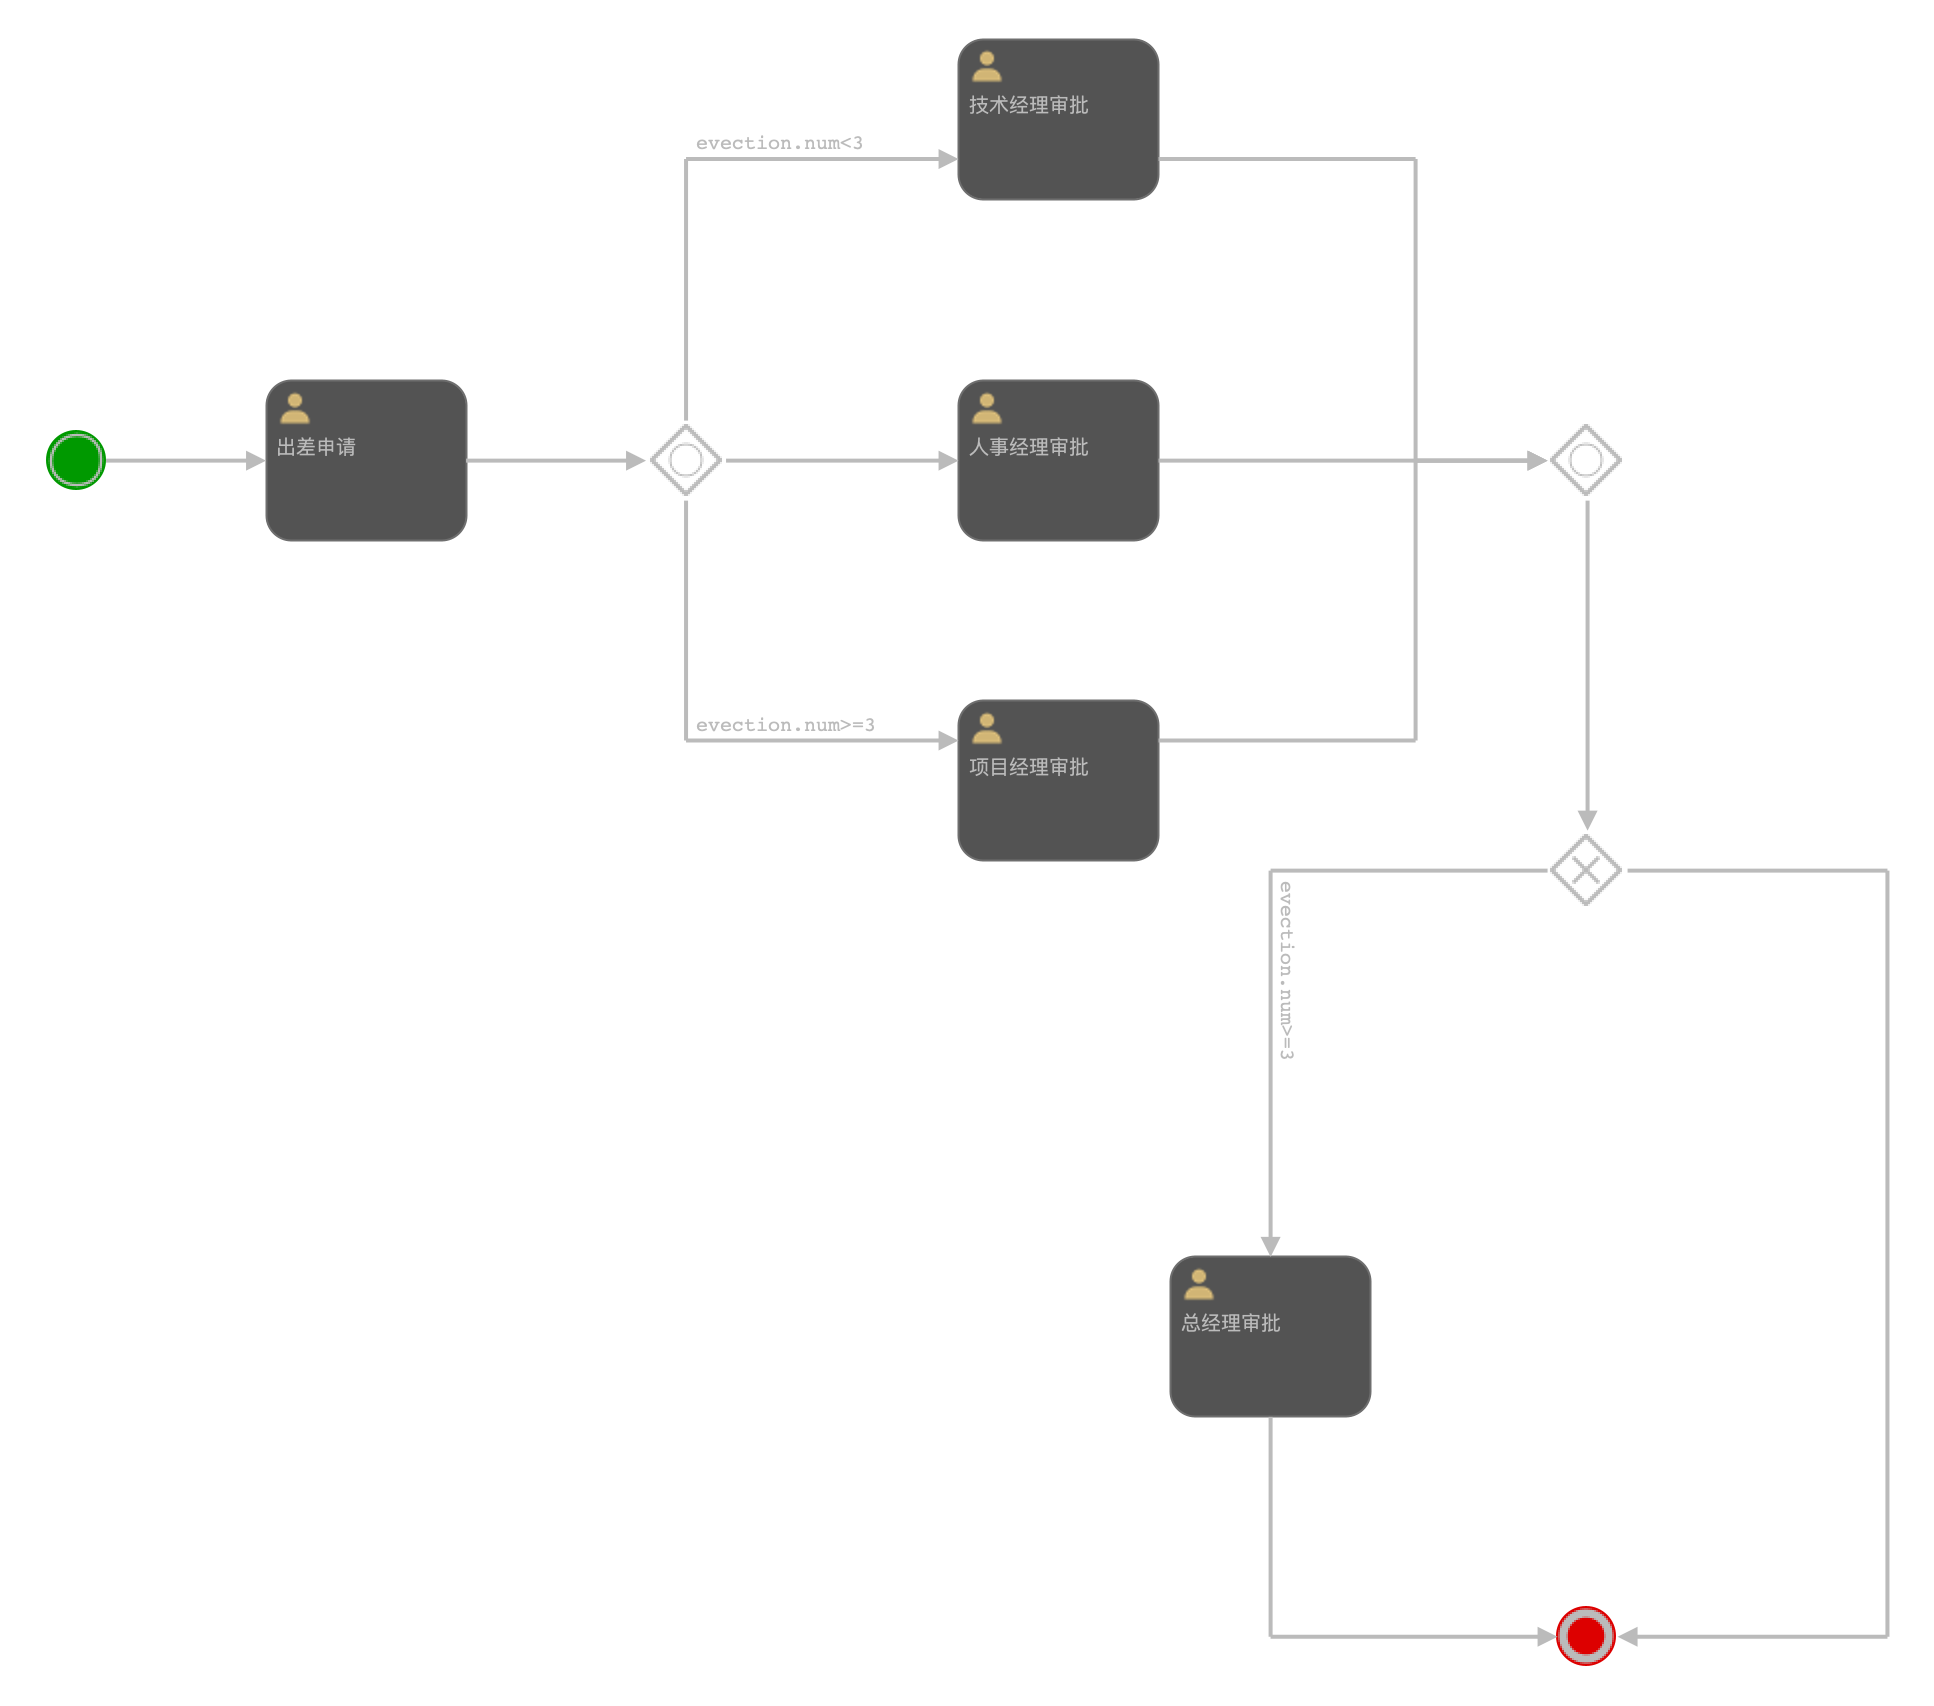 技术经理审批
evection.num<3
出差申请
人事经理审批
evection.num>=3
项目经理审批
evection.num>=3
总经理审批